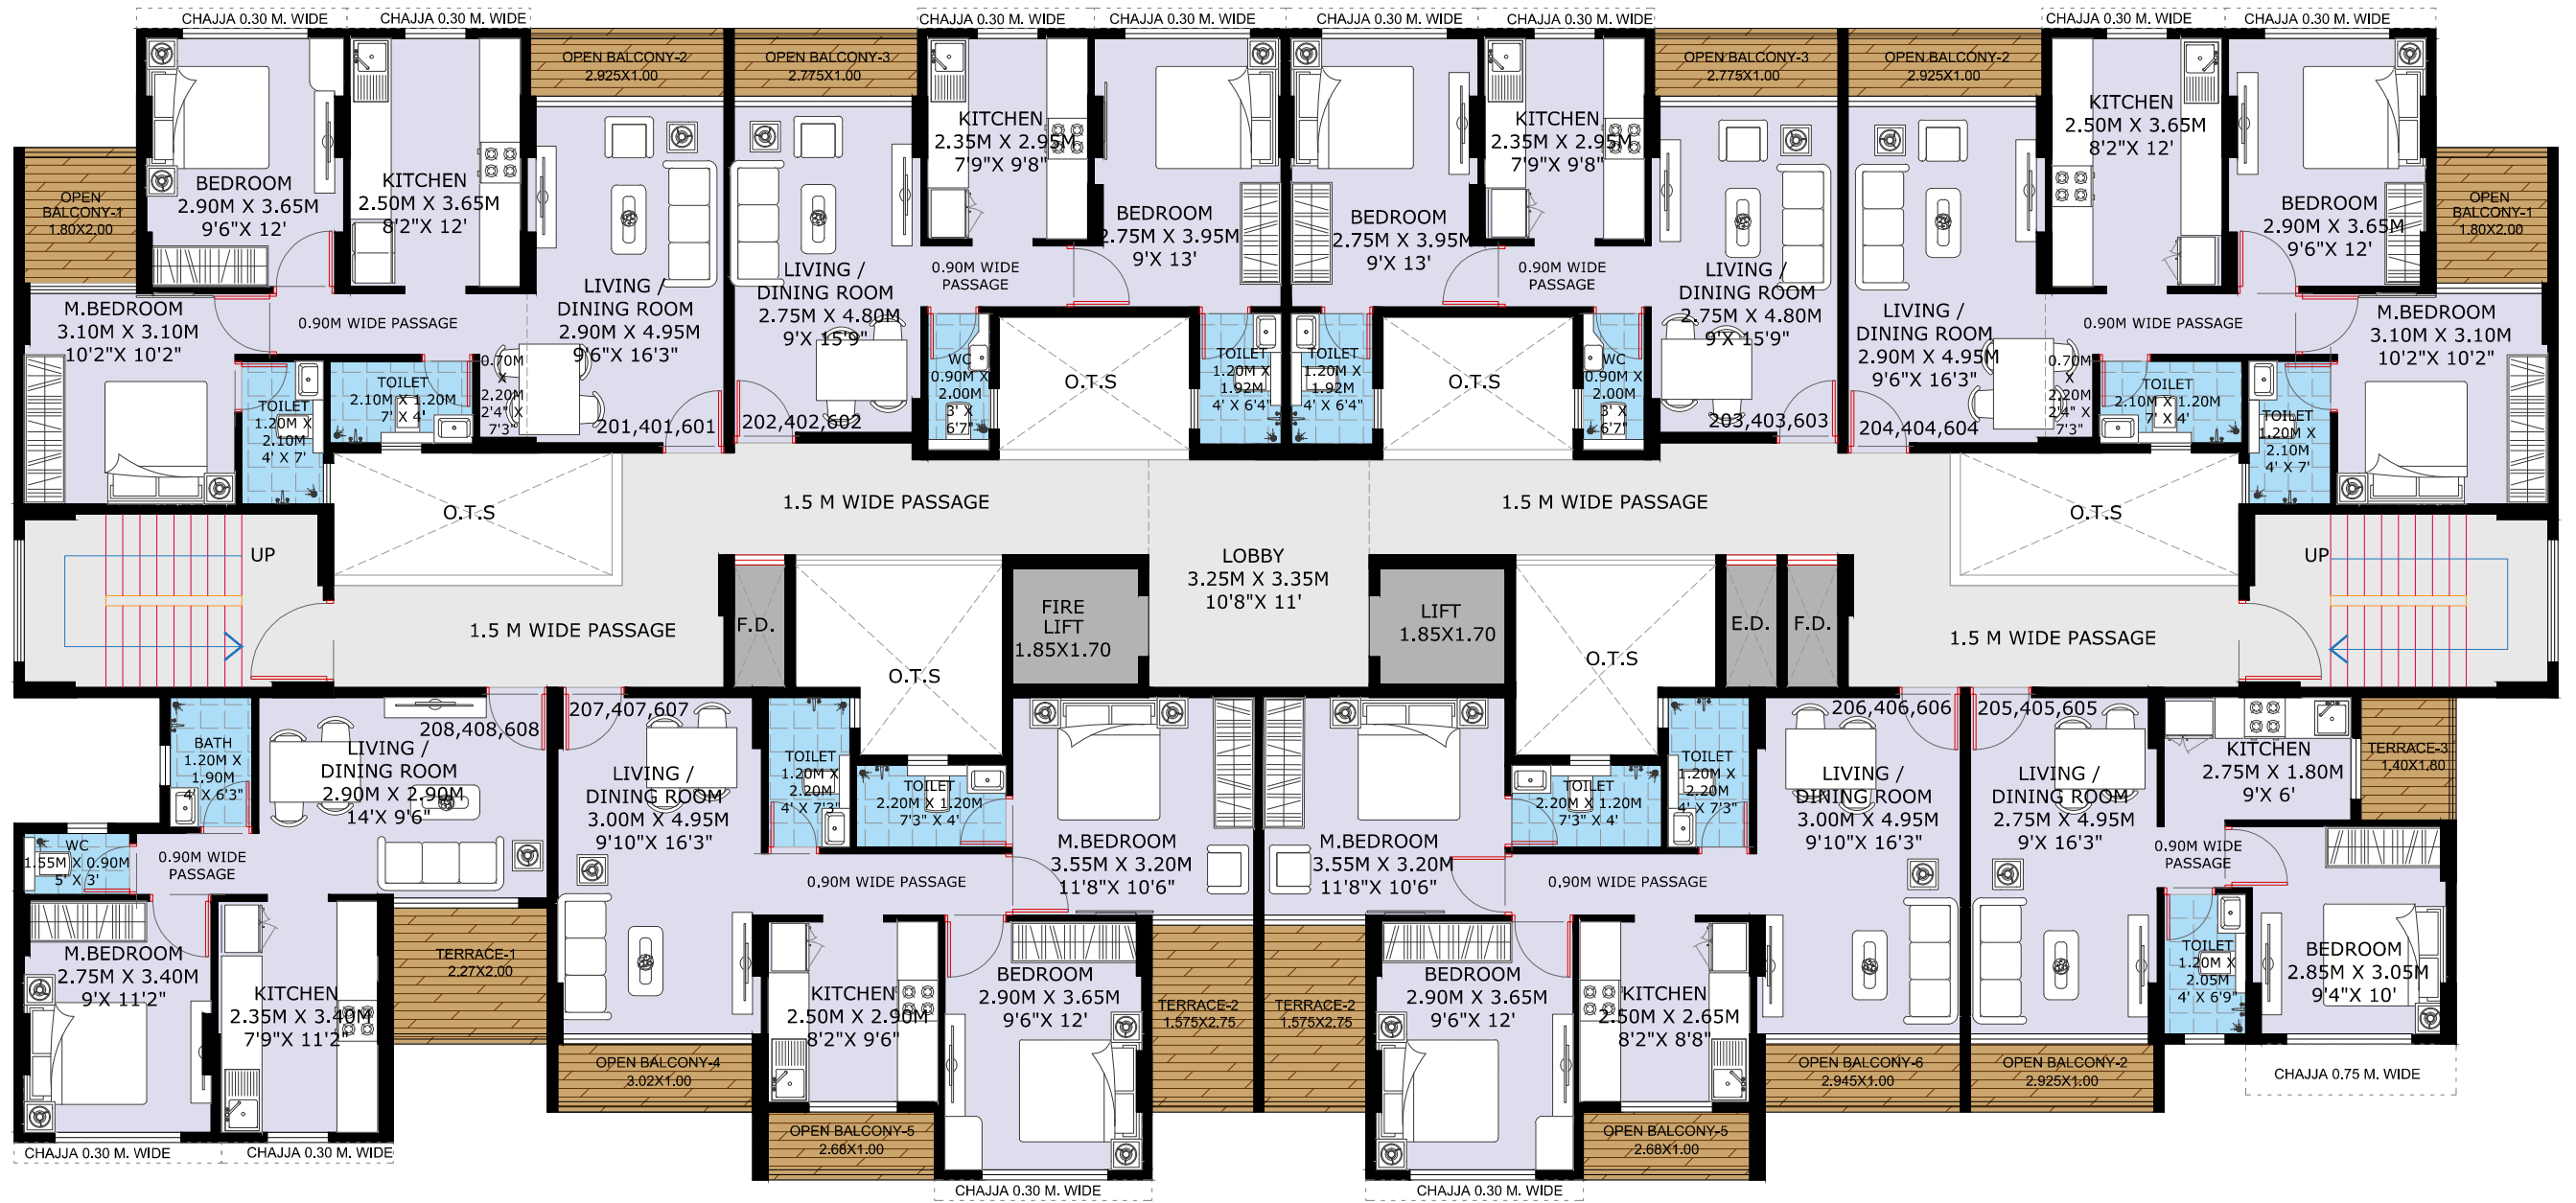 CHAJJA 0.30 M. WIDE
CHAJJA 0.30 M. WIDE
CHAJJA 0.30 M. WIDE
CHAJJA 0.30 M. WIDE
CHAJJA 0.30 M. WIDE
CHAJJA 0.30 M. WIDE
CHAJJA 0.30 M. WIDE
CHAJJA 0.30 M. WIDE
OPEN
BALCONY-1
1.80X2.00
BEDROOM
2.90M X 3.65M
9'6"X 12'
KITCHEN
2.50M X 3.65M
8'2"X 12'
OPEN BALCONY-2
2.925X1.00
OPEN BALCONY-3
2.775X1.00
KITCHEN
2.35M X 2.95M
7'9"X 9'8"
BEDROOM
2.75M X 3.95M
9'X 13'
BEDROOM
2.75M X 3.95M
9'X 13'
KITCHEN
2.35M X 2.95M
7'9"X 9'8"
OPEN BALCONY-3
2.775X1.00
OPEN BALCONY-2
2.925X1.00
KITCHEN
2.50M X 3.65M
8'2"X 12'
BEDROOM
2.90M X 3.65M
9'6"X 12'
OPEN
BALCONY-1
1.80X2.00
M.BEDROOM
3.10M X 3.10M
10'2"X 10'2"
0.90M WIDE PASSAGE
LIVING /
DINING ROOM
2.90M X 4.95M
9'6"X 16'3"
LIVING /
DINING ROOM
2.75M X 4.80M
9'X 15'9"
0.90M WIDE
PASSAGE
0.90M WIDE
PASSAGE
LIVING /
DINING ROOM
2.75M X 4.80M
9'X 15'9"
LIVING /
DINING ROOM
2.90M X 4.95M
9'6"X 16'3"
0.90M WIDE PASSAGE
M.BEDROOM
3.10M X 3.10M
10'2"X 10'2"
TOILET
1.20M X
2.10M
4' X 7'
TOILET
2.10M X 1.20M
7' X 4'
0.70M
X
2.20M
2'4" X
7'3"
201,401,601
202,402,602
WC
0.90M X
2.00M
3' X
6'7"
O.T.S
TOILET
1.20M X
1.92M
4' X 6'4"
TOILET
1.20M X
1.92M
4' X 6'4"
O.T.S
WC
0.90M X
2.00M
3' X
6'7"
203,403,603
204,404,604
0.70M
X
2.20M
2'4" X
7'3"
TOILET
2.10M X 1.20M
7' X 4'
TOILET
1.20M X
2.10M
4' X 7'
UP
O.T.S
1.5 M WIDE PASSAGE
1.5 M WIDE PASSAGE
O.T.S
UP
LOBBY
3.25M X 3.35M
10'8"X 11'
1.5 M WIDE PASSAGE
F.D.
O.T.S
FIRE
LIFT
1.85X1.70
LIFT
1.85X1.70
O.T.S
E.D.
F.D.
1.5 M WIDE PASSAGE
BATH
1.20M X
1.90M
4' X 6'3"
208,408,608
LIVING /
DINING ROOM
2.90M X 2.90M
14'X 9'6"
207,407,607
LIVING /
DINING ROOM
3.00M X 4.95M
9'10"X 16'3"
TOILET
1.20M X
2.20M
4' X 7'3"
TOILET
2.20M X 1.20M
7'3" X 4'
M.BEDROOM
3.55M X 3.20M
11'8"X 10'6"
M.BEDROOM
3.55M X 3.20M
11'8"X 10'6"
TOILET
2.20M X 1.20M
7'3" X 4'
TOILET
1.20M X
2.20M
4' X 7'3"
206,406,606
LIVING /
DINING ROOM
3.00M X 4.95M
9'10"X 16'3"
205,405,605
LIVING /
DINING ROOM
2.75M X 4.95M
9'X 16'3"
KITCHEN
2.75M X 1.80M
9'X 6'
TERRACE-3
1.40X1.80
WC
1.55M X 0.90M
5" X 3'
0.90M WIDE
PASSAGE
0.90M WIDE PASSAGE
0.90M WIDE PASSAGE
0.90M WIDE
PASSAGE
M.BEDROOM
2.75M X 3.40M
9'X 11'2"
KITCHEN
2.35M X 3.40M
7'9"X 11'2"
TERRACE-1
2.27X2.00
KITCHEN
2.50M X 2.90M
8'2"X 9'6"
BEDROOM
2.90M X 3.65M
9'6"X 12'
TERRACE-2
1.575X2.75
TERRACE-2
1.575X2.75
BEDROOM
2.90M X 3.65M
9'6"X 12'
KITCHEN
2.50M X 2.65M
8'2"X 8'8"
TOILET
1.20M X
2.05M
4' X 6'9"
BEDROOM
2.85M X 3.05M
9'4"X 10'
OPEN BALCONY-4
3.02X1.00
OPEN BALCONY-6
2.945X1.00
OPEN BALCONY-2
2.925X1.00
CHAJJA 0.75 M. WIDE
OPEN BALCONY-5
2.68X1.00
OPEN BALCONY-5
2.68X1.00
CHAJJA 0.30 M. WIDE
CHAJJA 0.30 M. WIDE
CHAJJA 0.30 M. WIDE
CHAJJA 0.30 M. WIDE